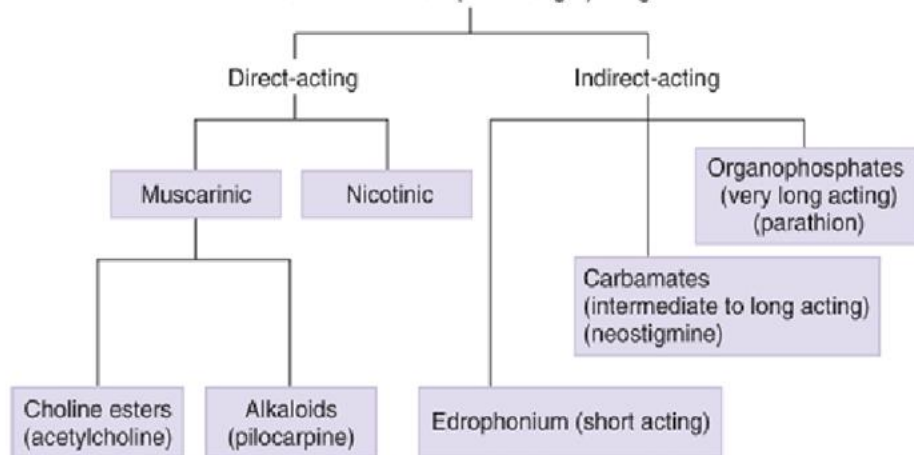 Direct-acting
Indirect-acting
Muscarinic
Nicotinic
Organophosphates
(very long acting)
(parathion)
Carbamates
(intermediate to long acting)
(neostigmine)
Choline esters
(acetylcholine)
Alkaloids
(pilocarpine)
Edrophonium (short acting)